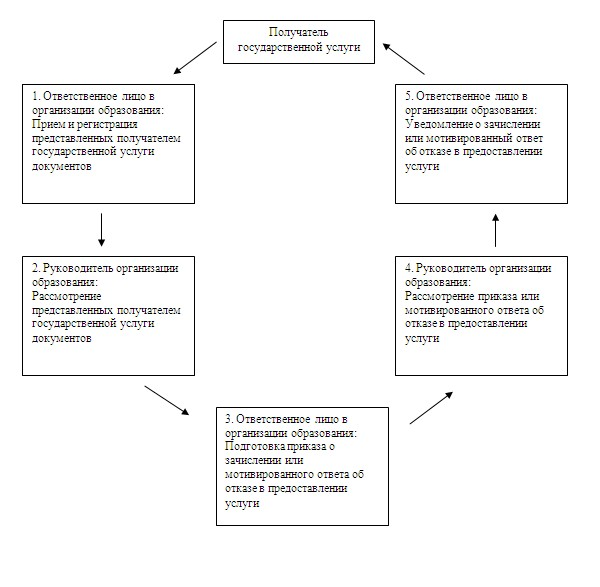 Получатель
государственной услуги
1. Ответственное лицо в
организации образования:
Прием и регистрация
представленных получателем
государственной услуги
документов
2. Руководитель организации
образования:
Рассмотрение
представленных получателем
государственной услуги
документов
3. Ответственное лицо в
организации образования:
Подготовка приказа о
зачислении или
мотивированного ответа об
отказе в предоставлении
услуги
4. Руководитель организации
образования:
Рассмотрение приказа или
мотивированного ответа об
отказе в предоставлении
услуги
5. Ответственное лицо в
организации образования:
Уведомление о зачислении
или мотивированный ответ
об отказе в предоставлении
услуги